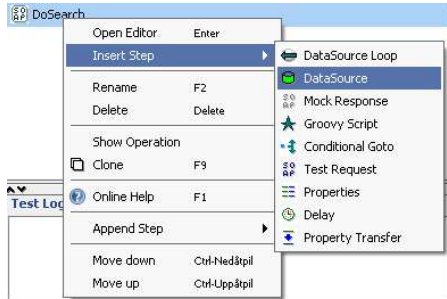 DoSearch
Open Editor Enter
Insert Step
Rename F2
Delete Delete
Show Operation
Clone F9
Online Help F1
Append Step
Move down Ctrl-Nedåtpil
Move up Ctrl-Uppåtpil
DataSource Loop
DataSource
Mock Response
Groovy Script
Conditional Goto
Test Request
Properties
Delay
Property Transfer
Test Log